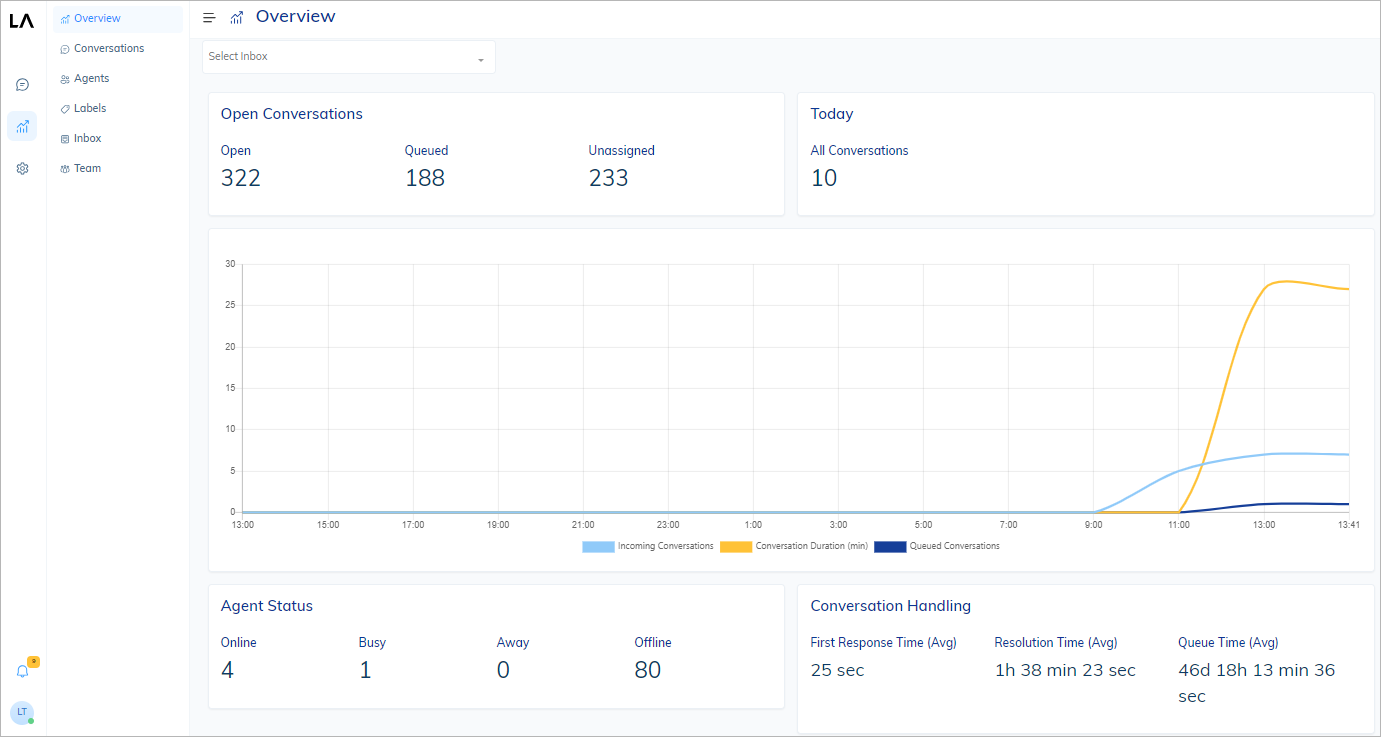 LA
Overview
Conversations
Agents
Labels
Inbox
Team
9
LT
Overview
Select Inbox
Open Conversations
Open Queued Unassigned
322 188 233
Today
All Conversations
10
30
25
20
15
10
5
0
13:00 15:00 17:00 19:00 21:00 23:00 1:00 3:00 5:00 7:00 9:00 11:00 13:00 13:41
Incoming Conversations Conversation Duration (min) Queued Conversations
Agent Status
Online Busy Away Offline
4 1 0 80
Conversation Handling
First Response Time (Avg) Resolution Time (Avg) Queue Time (Avg)
25 sec 1h 38 min 23 sec 46d 18h 13 min 36
sec